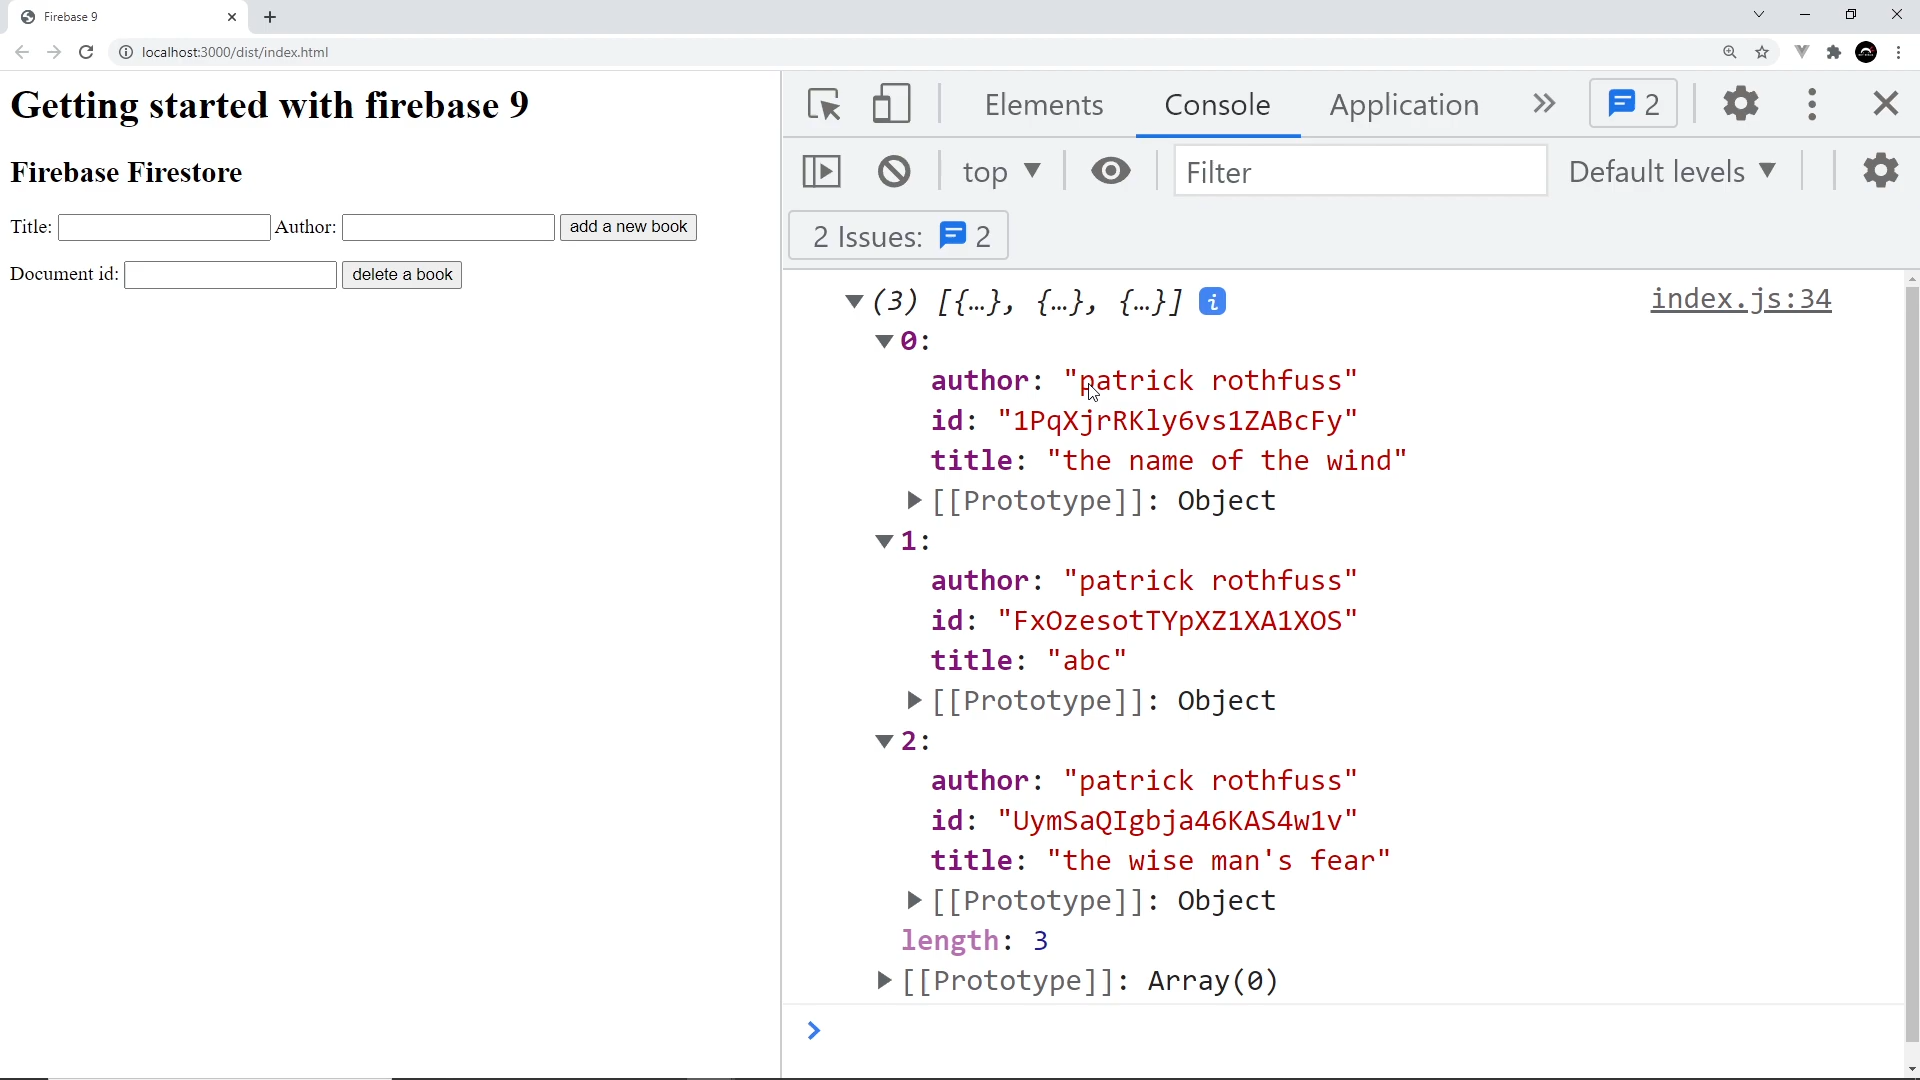 Firebase 9
localhost:3000/dist/index.html
Getting started with firebase 9
Firebase Firestore
Title: Author: add a new book
Document id: delete a book
Elements Console Application 2
top Filter Default levels
2 Issues: 2
(3) [{…}, {…}, {…}] i index.js:34
0:
author: "patrick rothfuss"
id: "1PqXjrRKly6vs1ZABcFy"
title: "the name of the wind"
[[Prototype]]: Object
1:
author: "patrick rothfuss"
id: "FxOzesotTYpXZ1XA1XOS"
title: "abc"
[[Prototype]]: Object
2:
author: "patrick rothfuss"
id: "UymSaQIgbja46KAS4w1v"
title: "the wise man's fear"
[[Prototype]]: Object
length: 3
[[Prototype]]: Array(0)